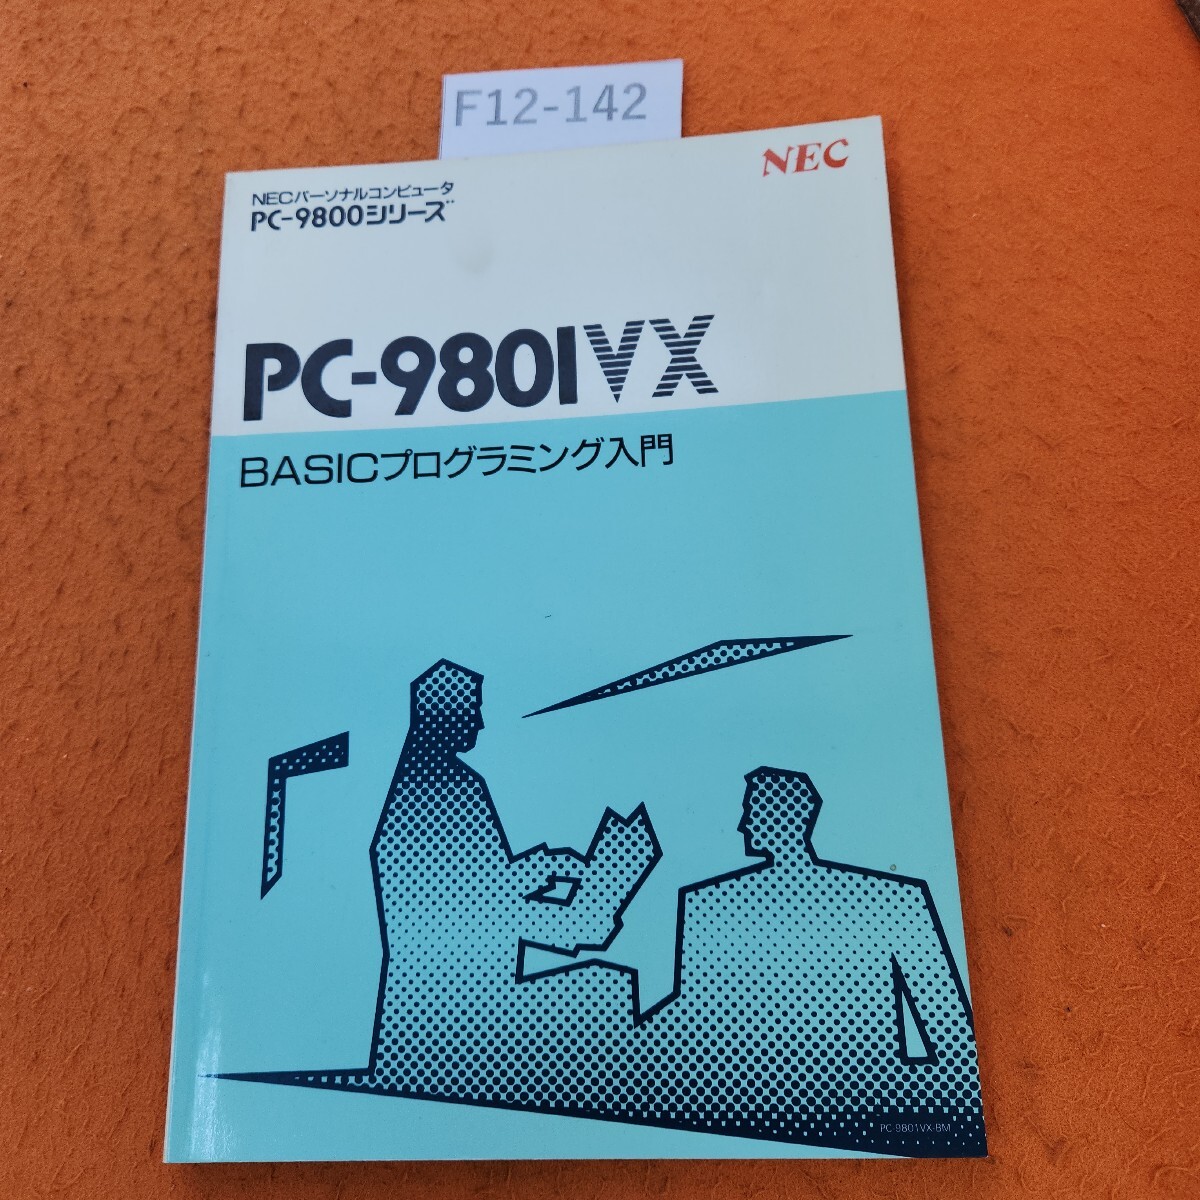 F12-142
NEC
NECパーソナルコンピュータ
PC-9800シリーズ
PC-9801VX
BASICプログラミング入門
PC-9801VX-BM